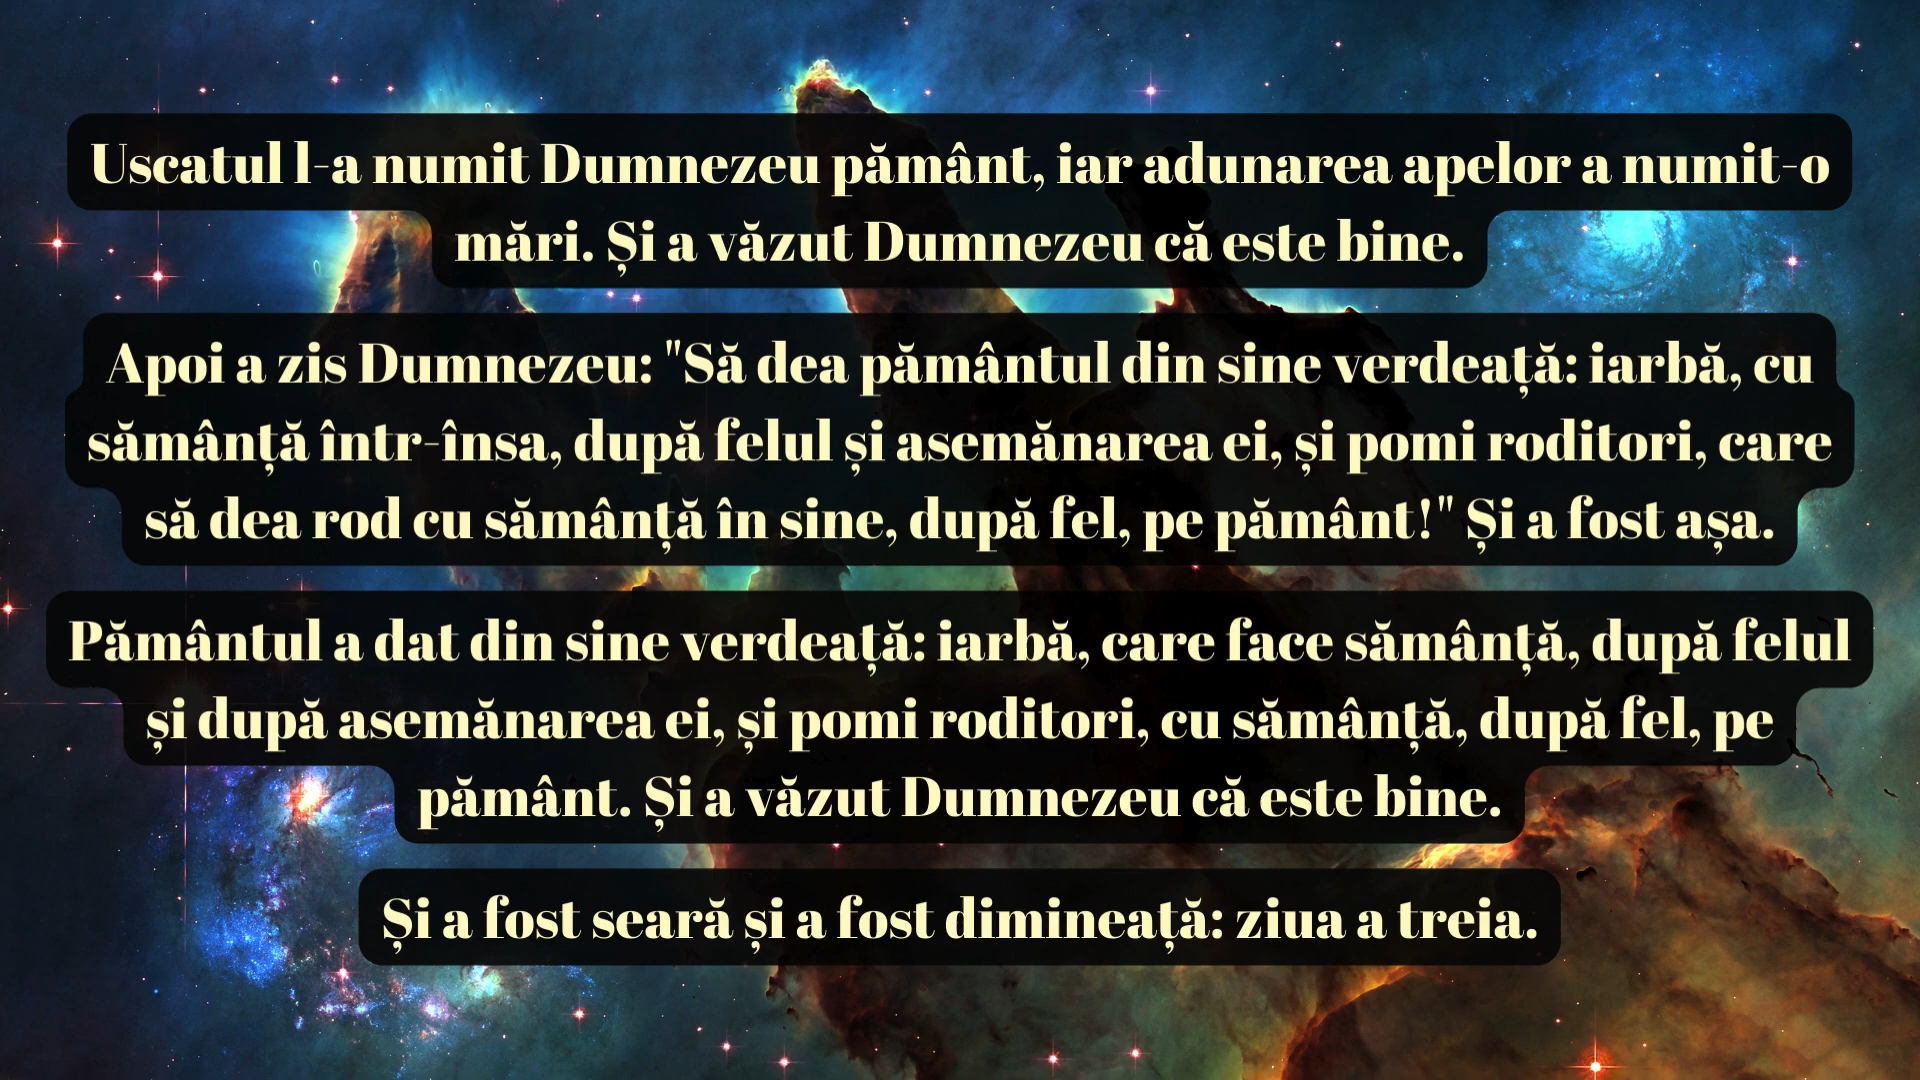 Uscatul l-a numit Dumnezeu pământ, iar adunarea apelor a numit-o
mări. Și a văzut Dumnezeu că este bine.
Apoi a zis Dumnezeu: "Să dea pământul din sine verdeață: iarbă, cu
sămânță într-însa, după felul și asemănarea ei, și pomi roditori, care
să dea rod cu sămânță în sine, după fel, pe pământ!" Și a fost așa.
Pământul a dat din sine verdeață: iarbă, care face sămânță, după felul
și după asemănarea ei, și pomi roditori, cu sămânță, după fel, pe
pământ. Și a văzut Dumnezeu că este bine.
Și a fost seară și a fost dimineață: ziua a treia.